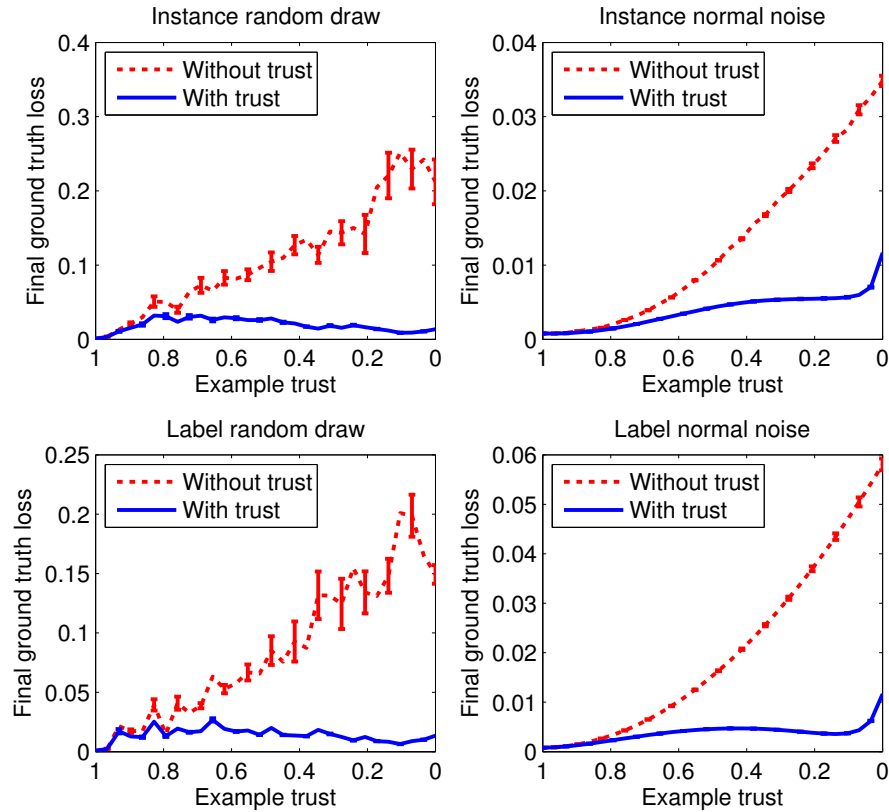 Instance random draw
Final ground truth loss
0.4
0.3
0.2
0.1
0
Without trust
With trust
1 0.8 0.6 0.4 0.2 0
Example trust
Instance normal noise
Final ground truth loss
0.04
0.03
0.02
0.01
0
Without trust
With trust
1 0.8 0.6 0.4 0.2 0
Example trust
Label random draw
Final ground truth loss
0.25
0.2
0.15
0.1
0.05
0
Without trust
With trust
1 0.8 0.6 0.4 0.2 0
Example trust
Label normal noise
Final ground truth loss
0.06
0.05
0.04
0.03
0.02
0.01
0
Without trust
With trust
1 0.8 0.6 0.4 0.2 0
Example trust